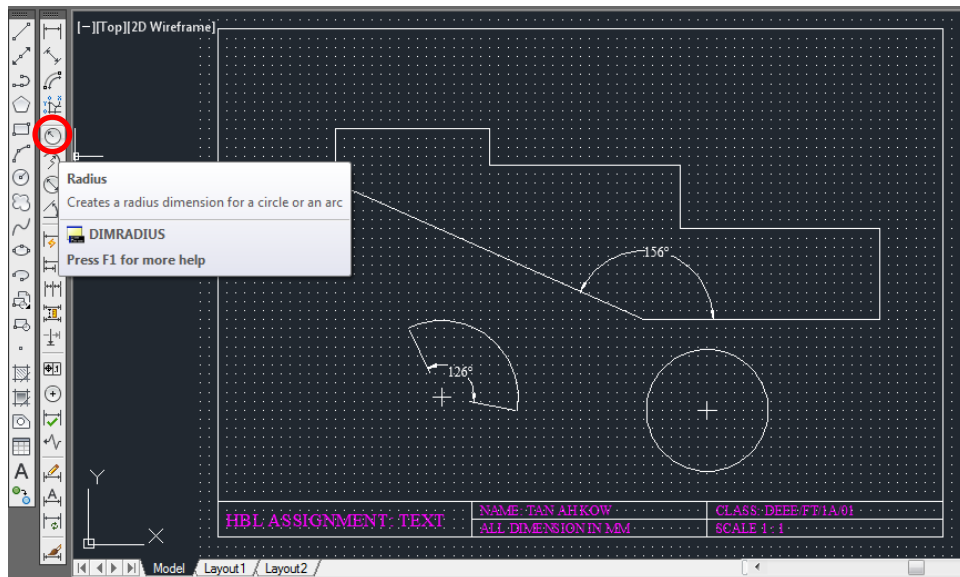 [−][Top][2D Wireframe]
Radius
Creates a radius dimension for a circle or an arc
DIMRADIUS
Press F1 for more help
156°
126°
Y
X
A
A
HBL ASSIGNMENT: TEXT
NAME: TAN AH KOW
CLASS: DEEE/FT/1A/01
ALL DIMENSION IN MM
SCALE 1 : 1
Model
Layout1
Layout2